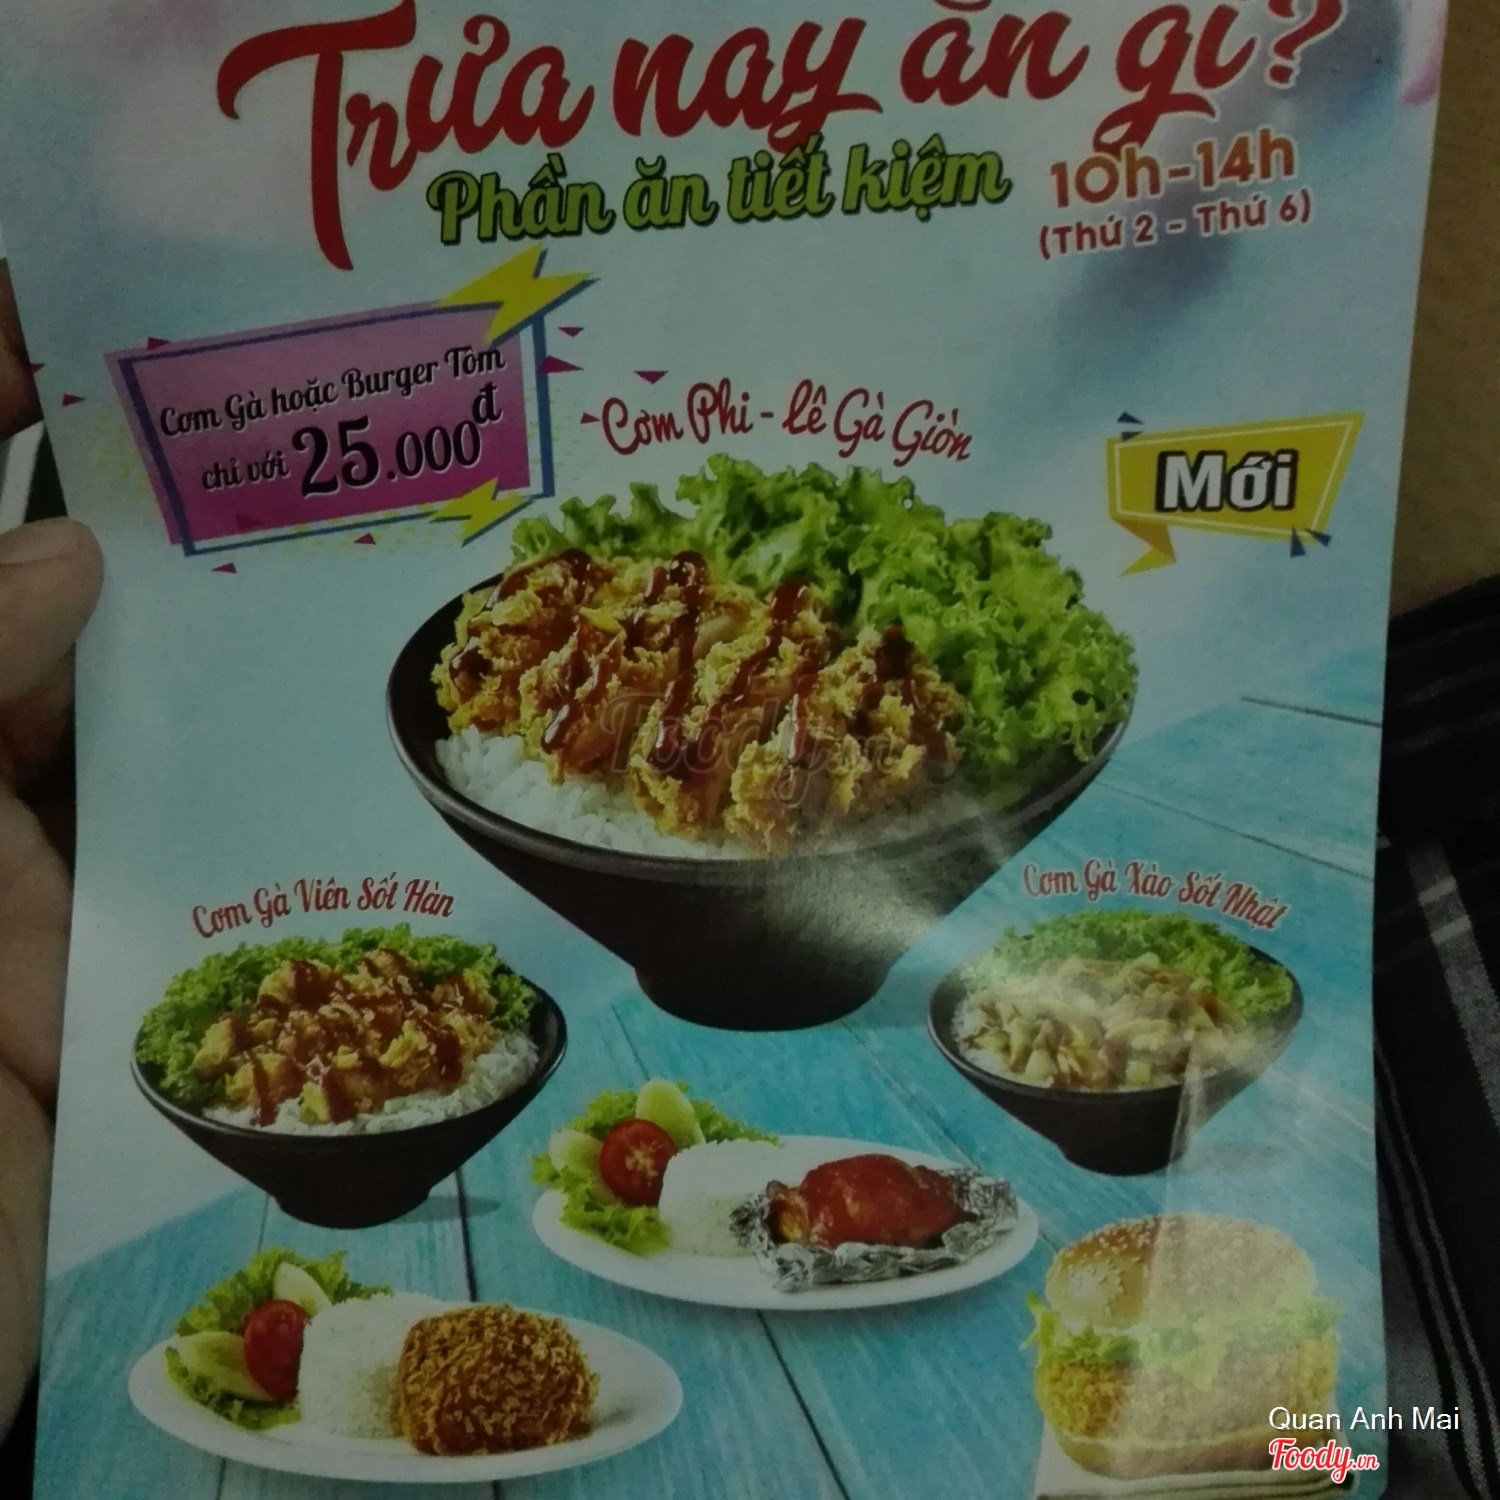 Trưa nay ăn gì?
Phần ăn tiết kiệm
10h-14h
(Thứ 2 - Thứ 6)
Cơm Gà hoặc Burger Tôm
chỉ với 25.000đ
Cơm Phi - lê Gà Giòn
Mới
Foody.vn
Cơm Gà Viên Sốt Hàn
Cơm Gà Xào Sốt Nhật
Quan Anh Mai
Foody.vn